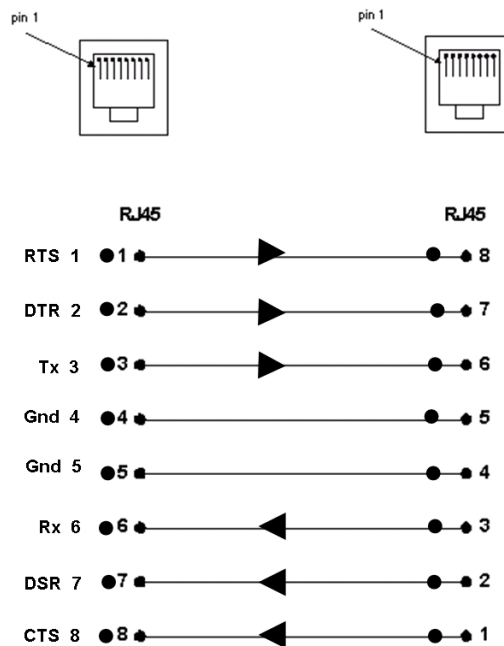 pin 1 pin 1
RJ45 RJ45
RTS 1 1 8
DTR 2 2 7
Tx 3 3 6
Gnd 4 4 5
Gnd 5 5 4
Rx 6 6 3
DSR 7 7 2
CTS 8 8 1